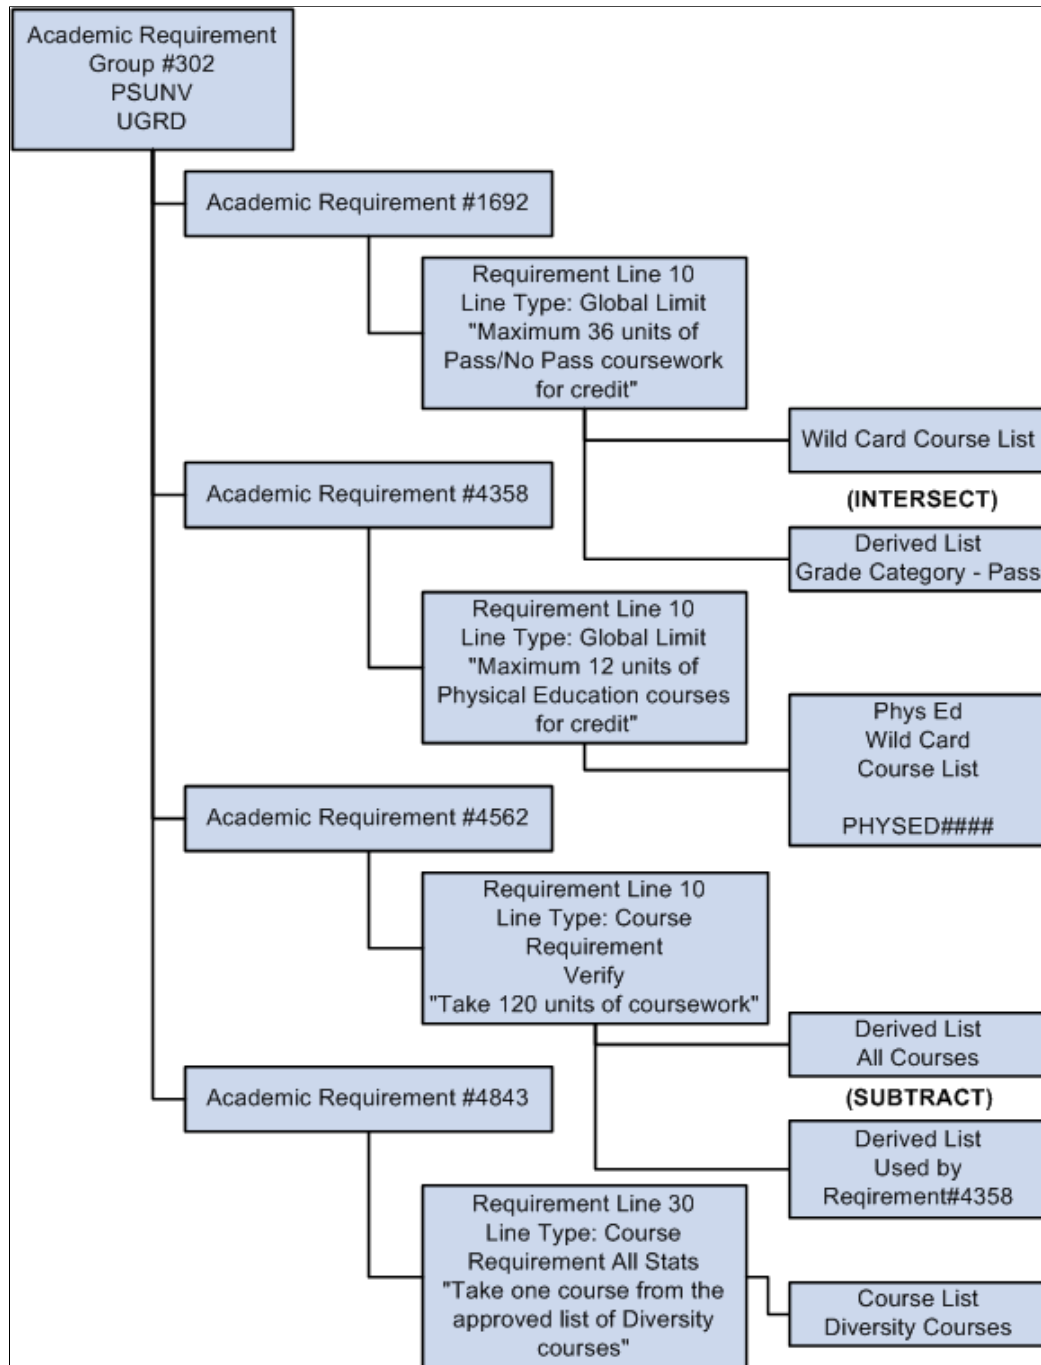 Academic Requirement
Group #302
PSUNV
UGRD
Academic Requirement #1692
Requirement Line 10
Line Type: Global Limit
"Maximum 36 units of
Pass/No Pass coursework
for credit"
Wild Card Course List
(INTERSECT)
Derived List
Grade Category - Pass
Academic Requirement #4358
Requirement Line 10
Line Type: Global Limit
"Maximum 12 units of
Physical Education courses
for credit"
Phys Ed
Wild Card
Course List
PHYSED####
Academic Requirement #4562
Requirement Line 10
Line Type: Course
Requirement
Verify
"Take 120 units of coursework"
Derived List
All Courses
(SUBTRACT)
Derived List
Used by
Reqirement#4358
Academic Requirement #4843
Requirement Line 30
Line Type: Course
Requirement All Stats
"Take one course from the
approved list of Diversity
courses"
Course List
Diversity Courses